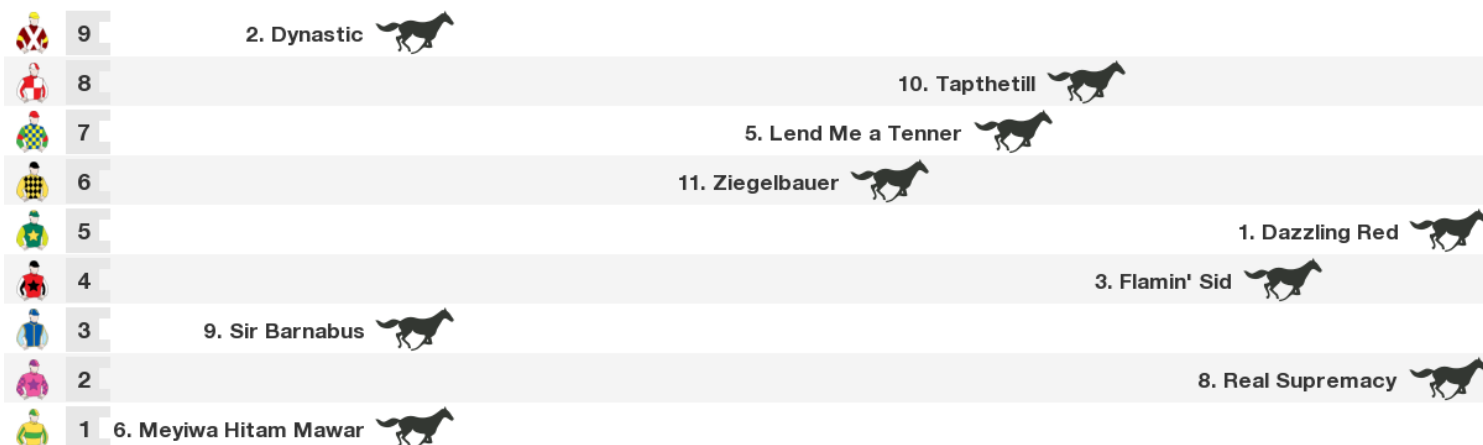 9 2. Dynastic
8 10. Tapthetill
7 5. Lend Me a Tenner
6 11. Ziegelbauer
5 1. Dazzling Red
4 3. Flamin' Sid
3 9. Sir Barnabus
2 8. Real Supremacy
1 6. Meyiwa Hitam Mawar